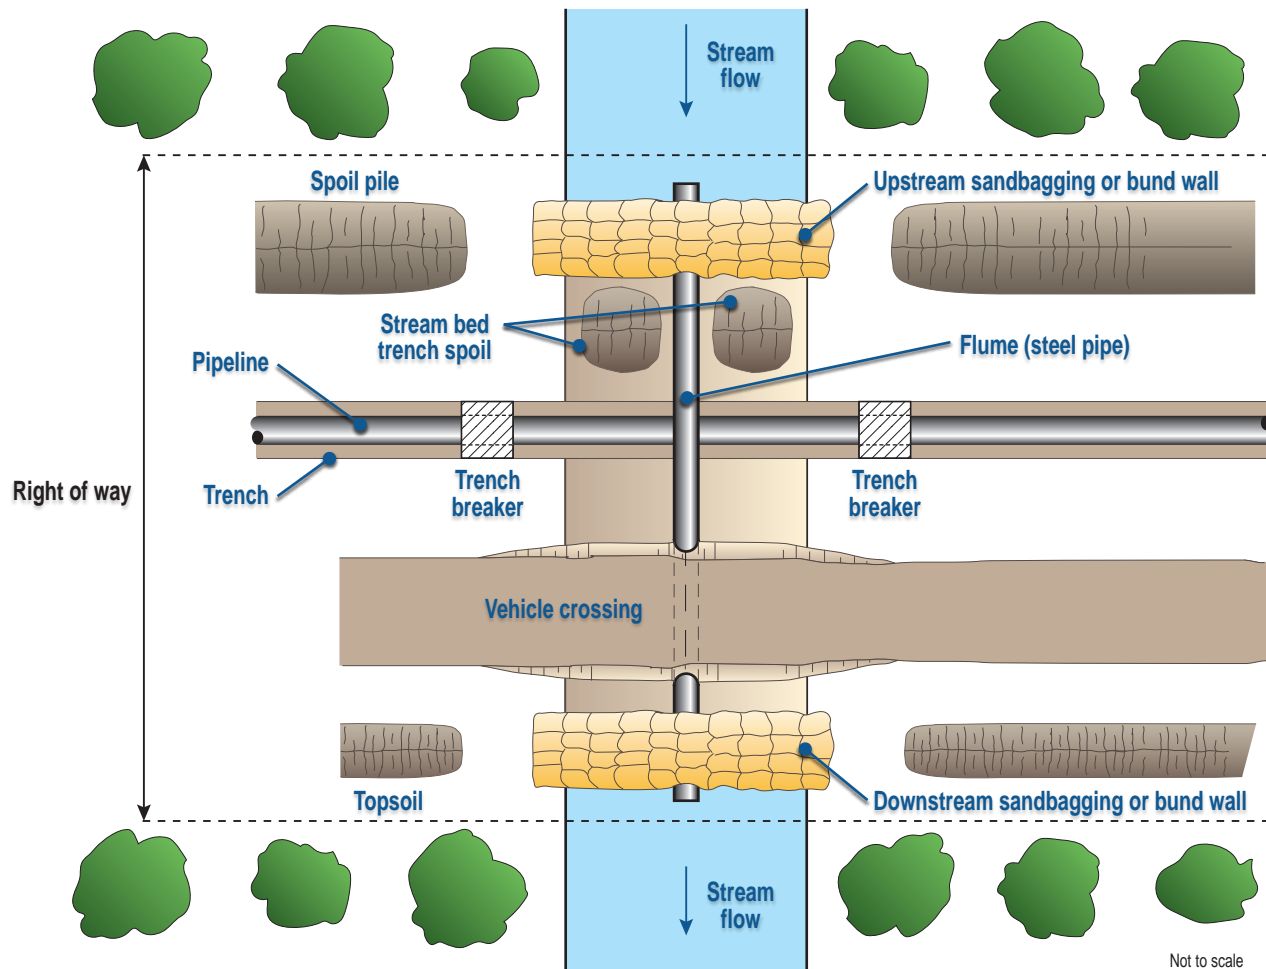 Stream
flow
Spoil pile
Upstream sandbagging or bund wall
Stream bed
trench spoil
Flume (steel pipe)
Pipeline
Trench
breaker
Trench
breaker
Trench
Right of way
Vehicle crossing
Topsoil
Downstream sandbagging or bund wall
Stream
flow
Not to scale